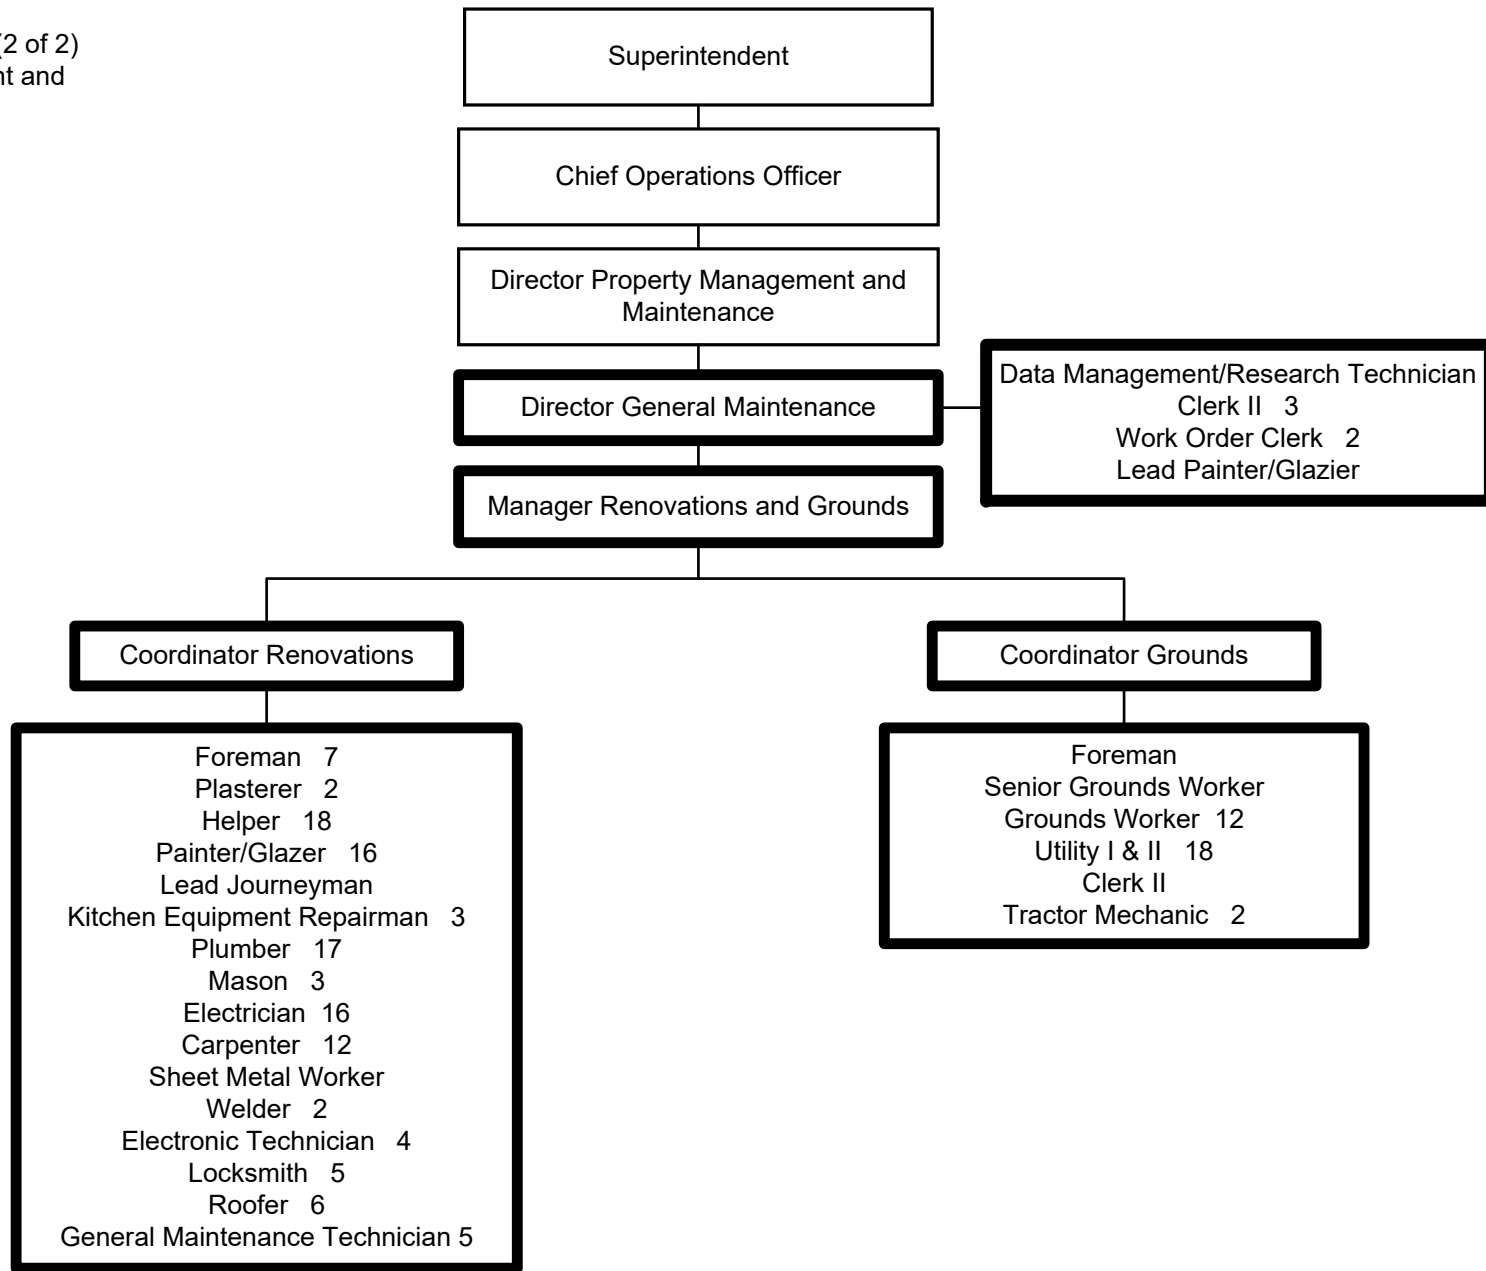 (2 of 2)
nt and
Superintendent
Chief Operations Officer
Director Property Management and
Maintenance
Director General Maintenance
Data Management/Research Technician
Clerk II 3
Work Order Clerk 2
Lead Painter/Glazier
Manager Renovations and Grounds
Coordinator Renovations
Coordinator Grounds
Foreman 7
Plasterer 2
Helper 18
Painter/Glazer 16
Lead Journeyman
Kitchen Equipment Repairman 3
Plumber 17
Mason 3
Electrician 16
Carpenter 12
Sheet Metal Worker
Welder 2
Electronic Technician 4
Locksmith 5
Roofer 6
General Maintenance Technician 5
Foreman
Senior Grounds Worker
Grounds Worker 12
Utility I & II 18
Clerk II
Tractor Mechanic 2